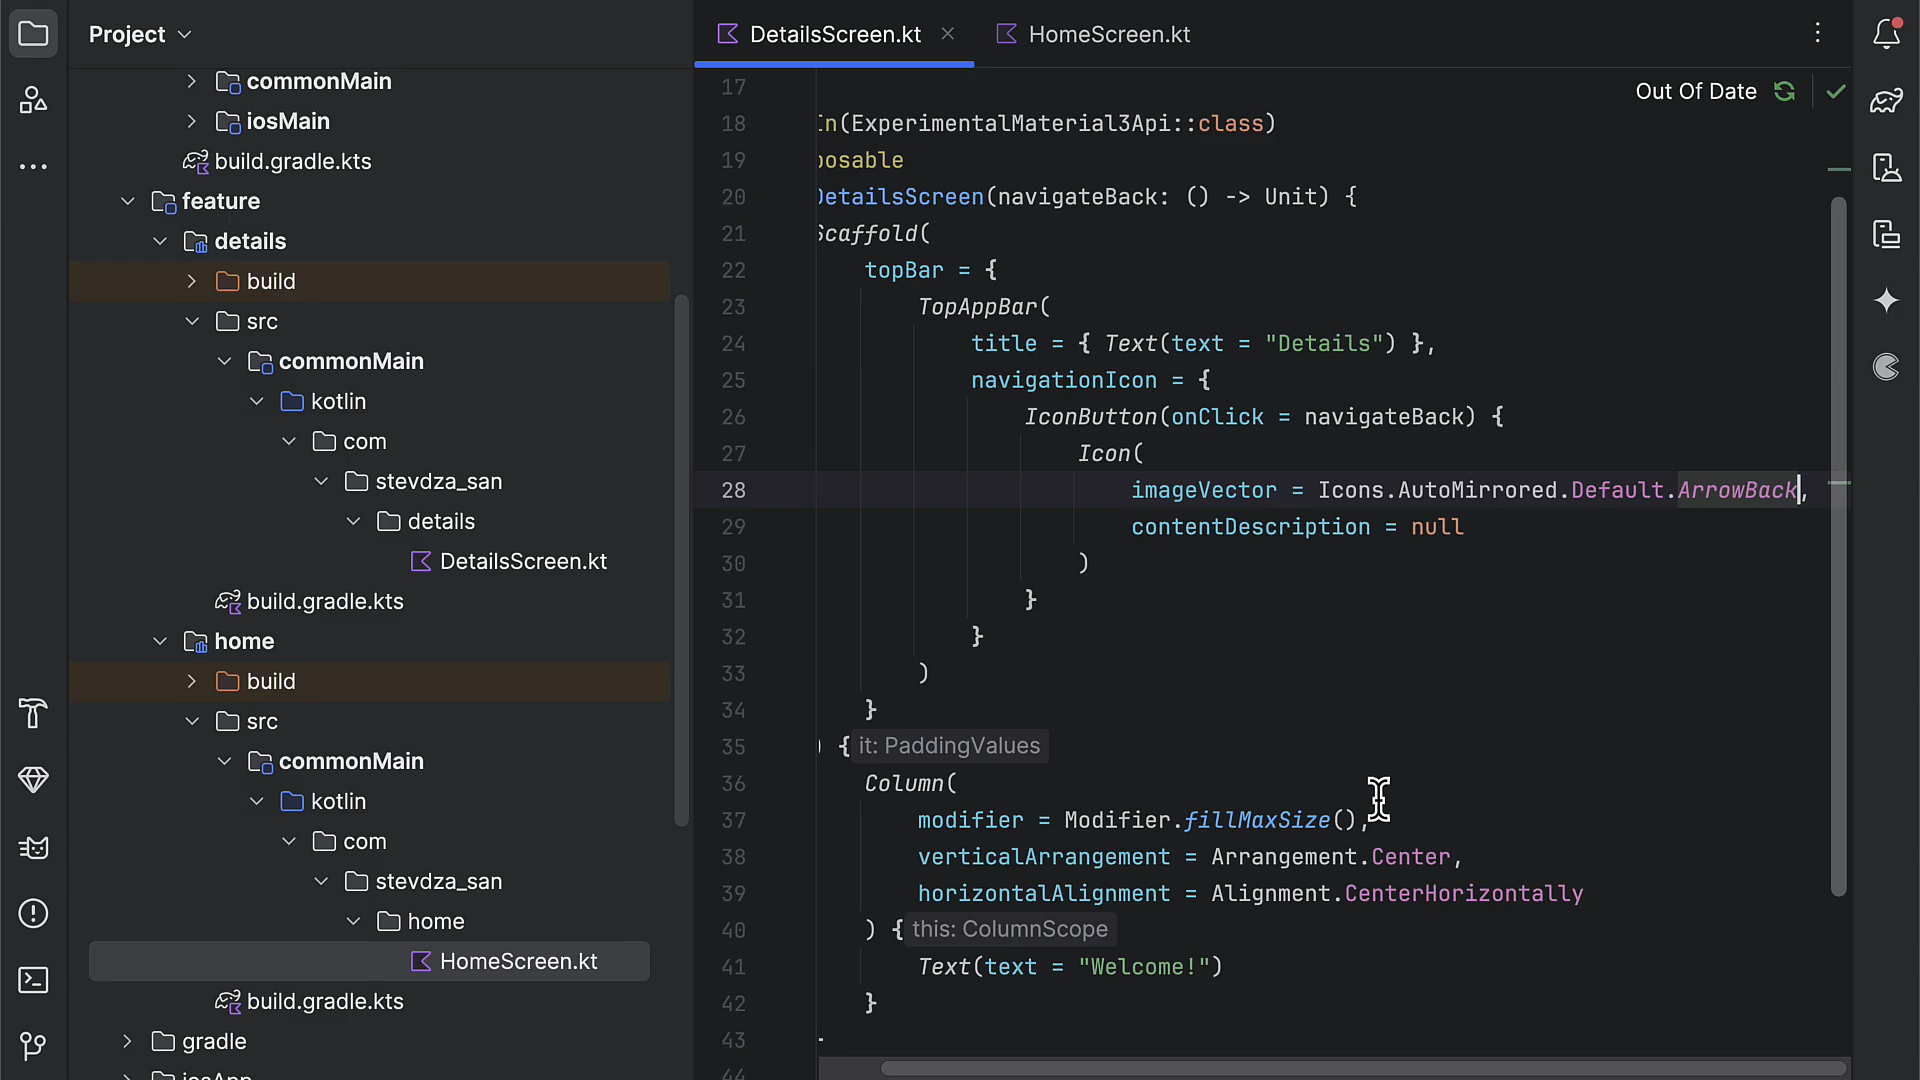 Project
commonMain
iosMain
build.gradle.kts
feature
details
build
src
commonMain
kotlin
com
stevdza_san
details
DetailsScreen.kt
build.gradle.kts
home
build
src
commonMain
kotlin
com
stevdza_san
home
HomeScreen.kt
build.gradle.kts
gradle
DetailsScreen.kt
HomeScreen.kt
Out Of Date
17
18 In(ExperimentalMaterial3Api::class)
19 posable
20 DetailsScreen(navigateBack: () -> Unit) {
21 Scaffold(
22 topBar = {
23 TopAppBar(
24 title = { Text(text = "Details") },
25 navigationIcon = {
26 IconButton(onClick = navigateBack) {
27 Icon(
28 imageVector = Icons.AutoMirrored.Default.ArrowBack,
29 contentDescription = null
30 )
31 }
32 }
33 )
34 }
35 ) { it: PaddingValues
36 Column(
37 modifier = Modifier.fillMaxSize(),
38 verticalArrangement = Arrangement.Center,
39 horizontalAlignment = Alignment.CenterHorizontally
40 ) { this: ColumnScope
41 Text(text = "Welcome!")
42 }
43
44